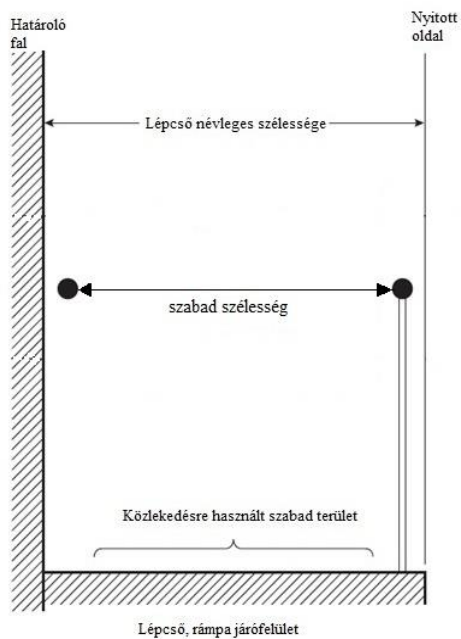 Határoló
fal
Nyitott
oldal
Lépcső névleges szélessége
szabad szélesség
Közlekedésre használt szabad terület
Lépcső, rámpa járófelület